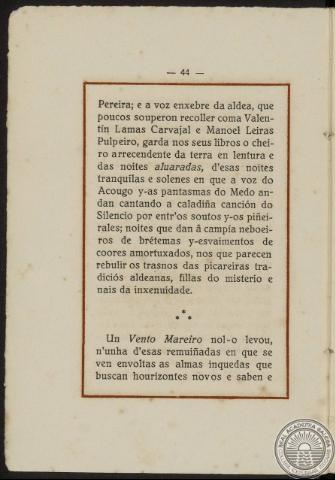 — 44 —
Pereira; e a voz enxebre da aldea, que
poucos souperon recoller coma Valen-
tín Lamas Carvajal e Manoel Leiras
Pulpeiro, garda nos seus libros o chei-
ro arrecendente da terra en lentura e
das noites aluaradas, d'esas noites
tranquilas e solenes en que a voz do
Acougo y-as pantasmas do Medo an-
dan cantando a caladiña canción do
Silencio por entr'os soutos y-os piñei-
rales; noites que dan â campía neboei-
ros de brétemas y-esvaimentos de
coores amortuxados, nos que parecen
rebulir os trasnos das picareiras tra-
diciós aldeanas, fillas do misterio e
nais da inxenuidade.
* * *
Un Vento Mareiro nol-o levou,
n'unha d'esas remuiñadas en que se
ven envoltas as almas inquedas que
buscan hourizontes novos e saben e
REAL ACADEMIA GALLEGA